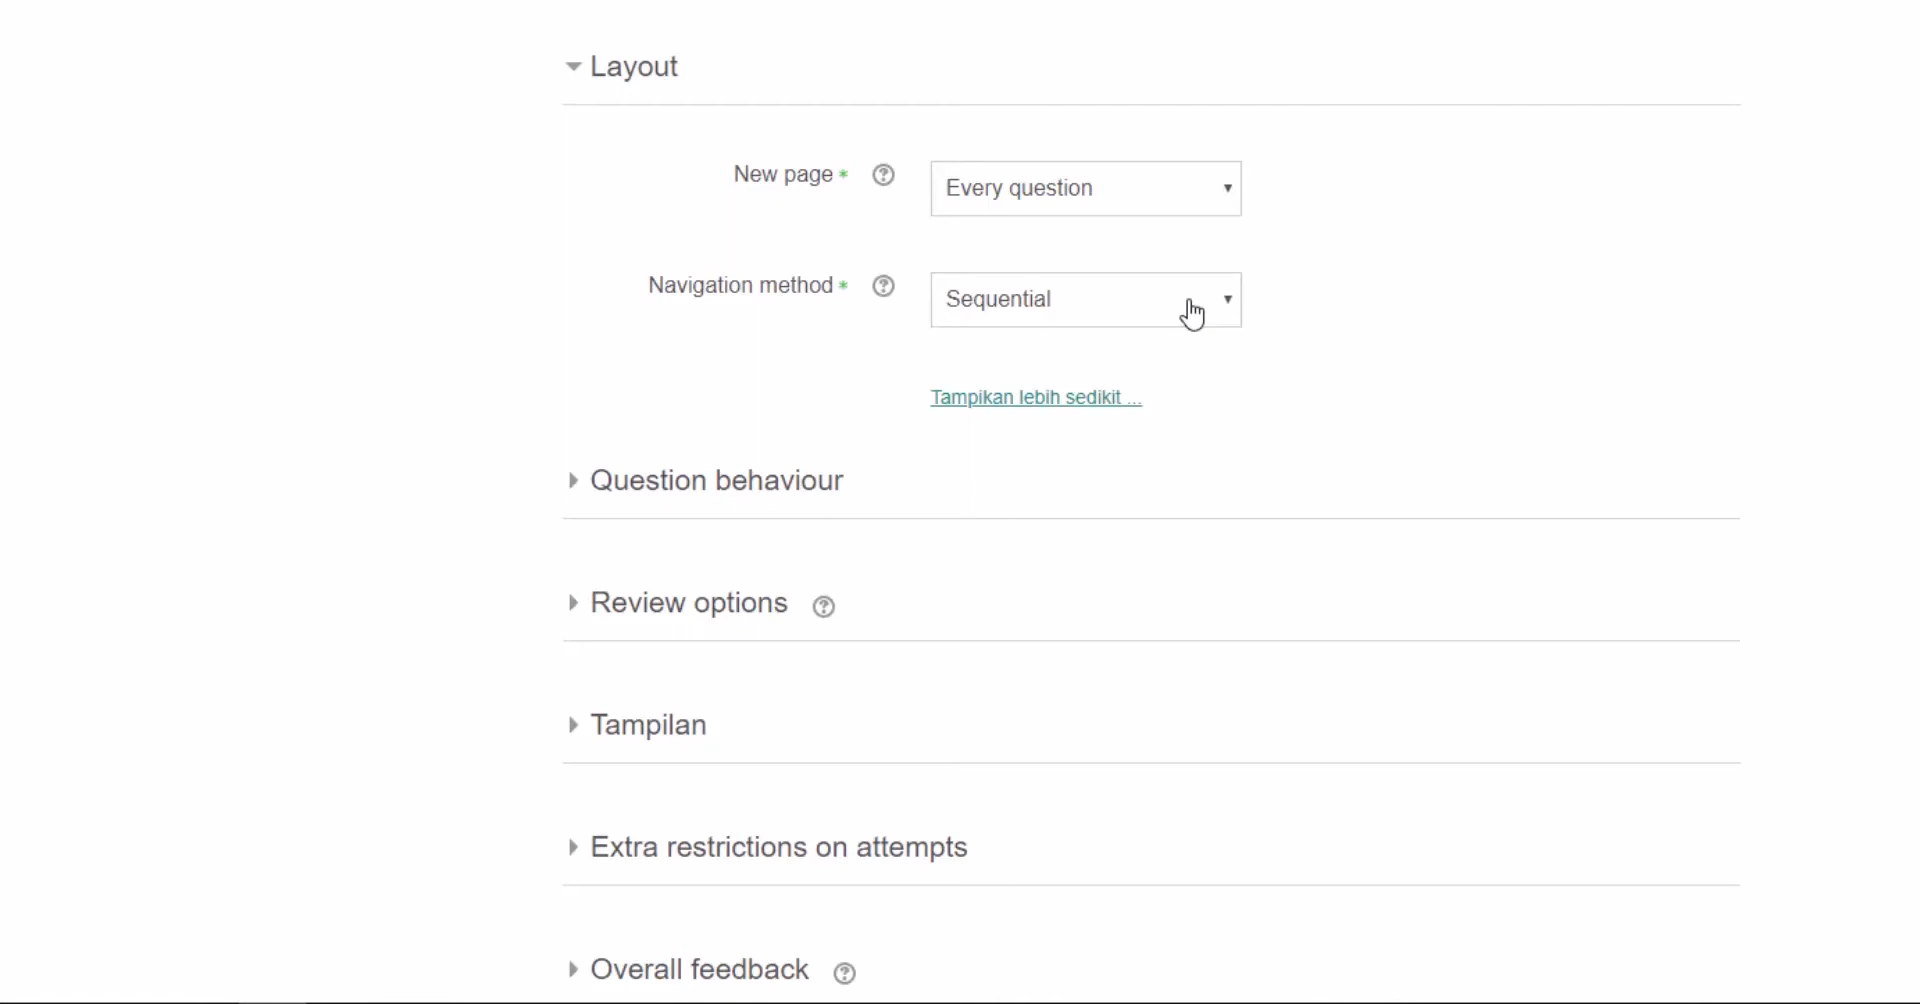 Layout
New page *
Every question
Navigation method *
Sequential
Tampikan lebih sedikit ...
Question behaviour
Review options
Tampilan
Extra restrictions on attempts
Overall feedback